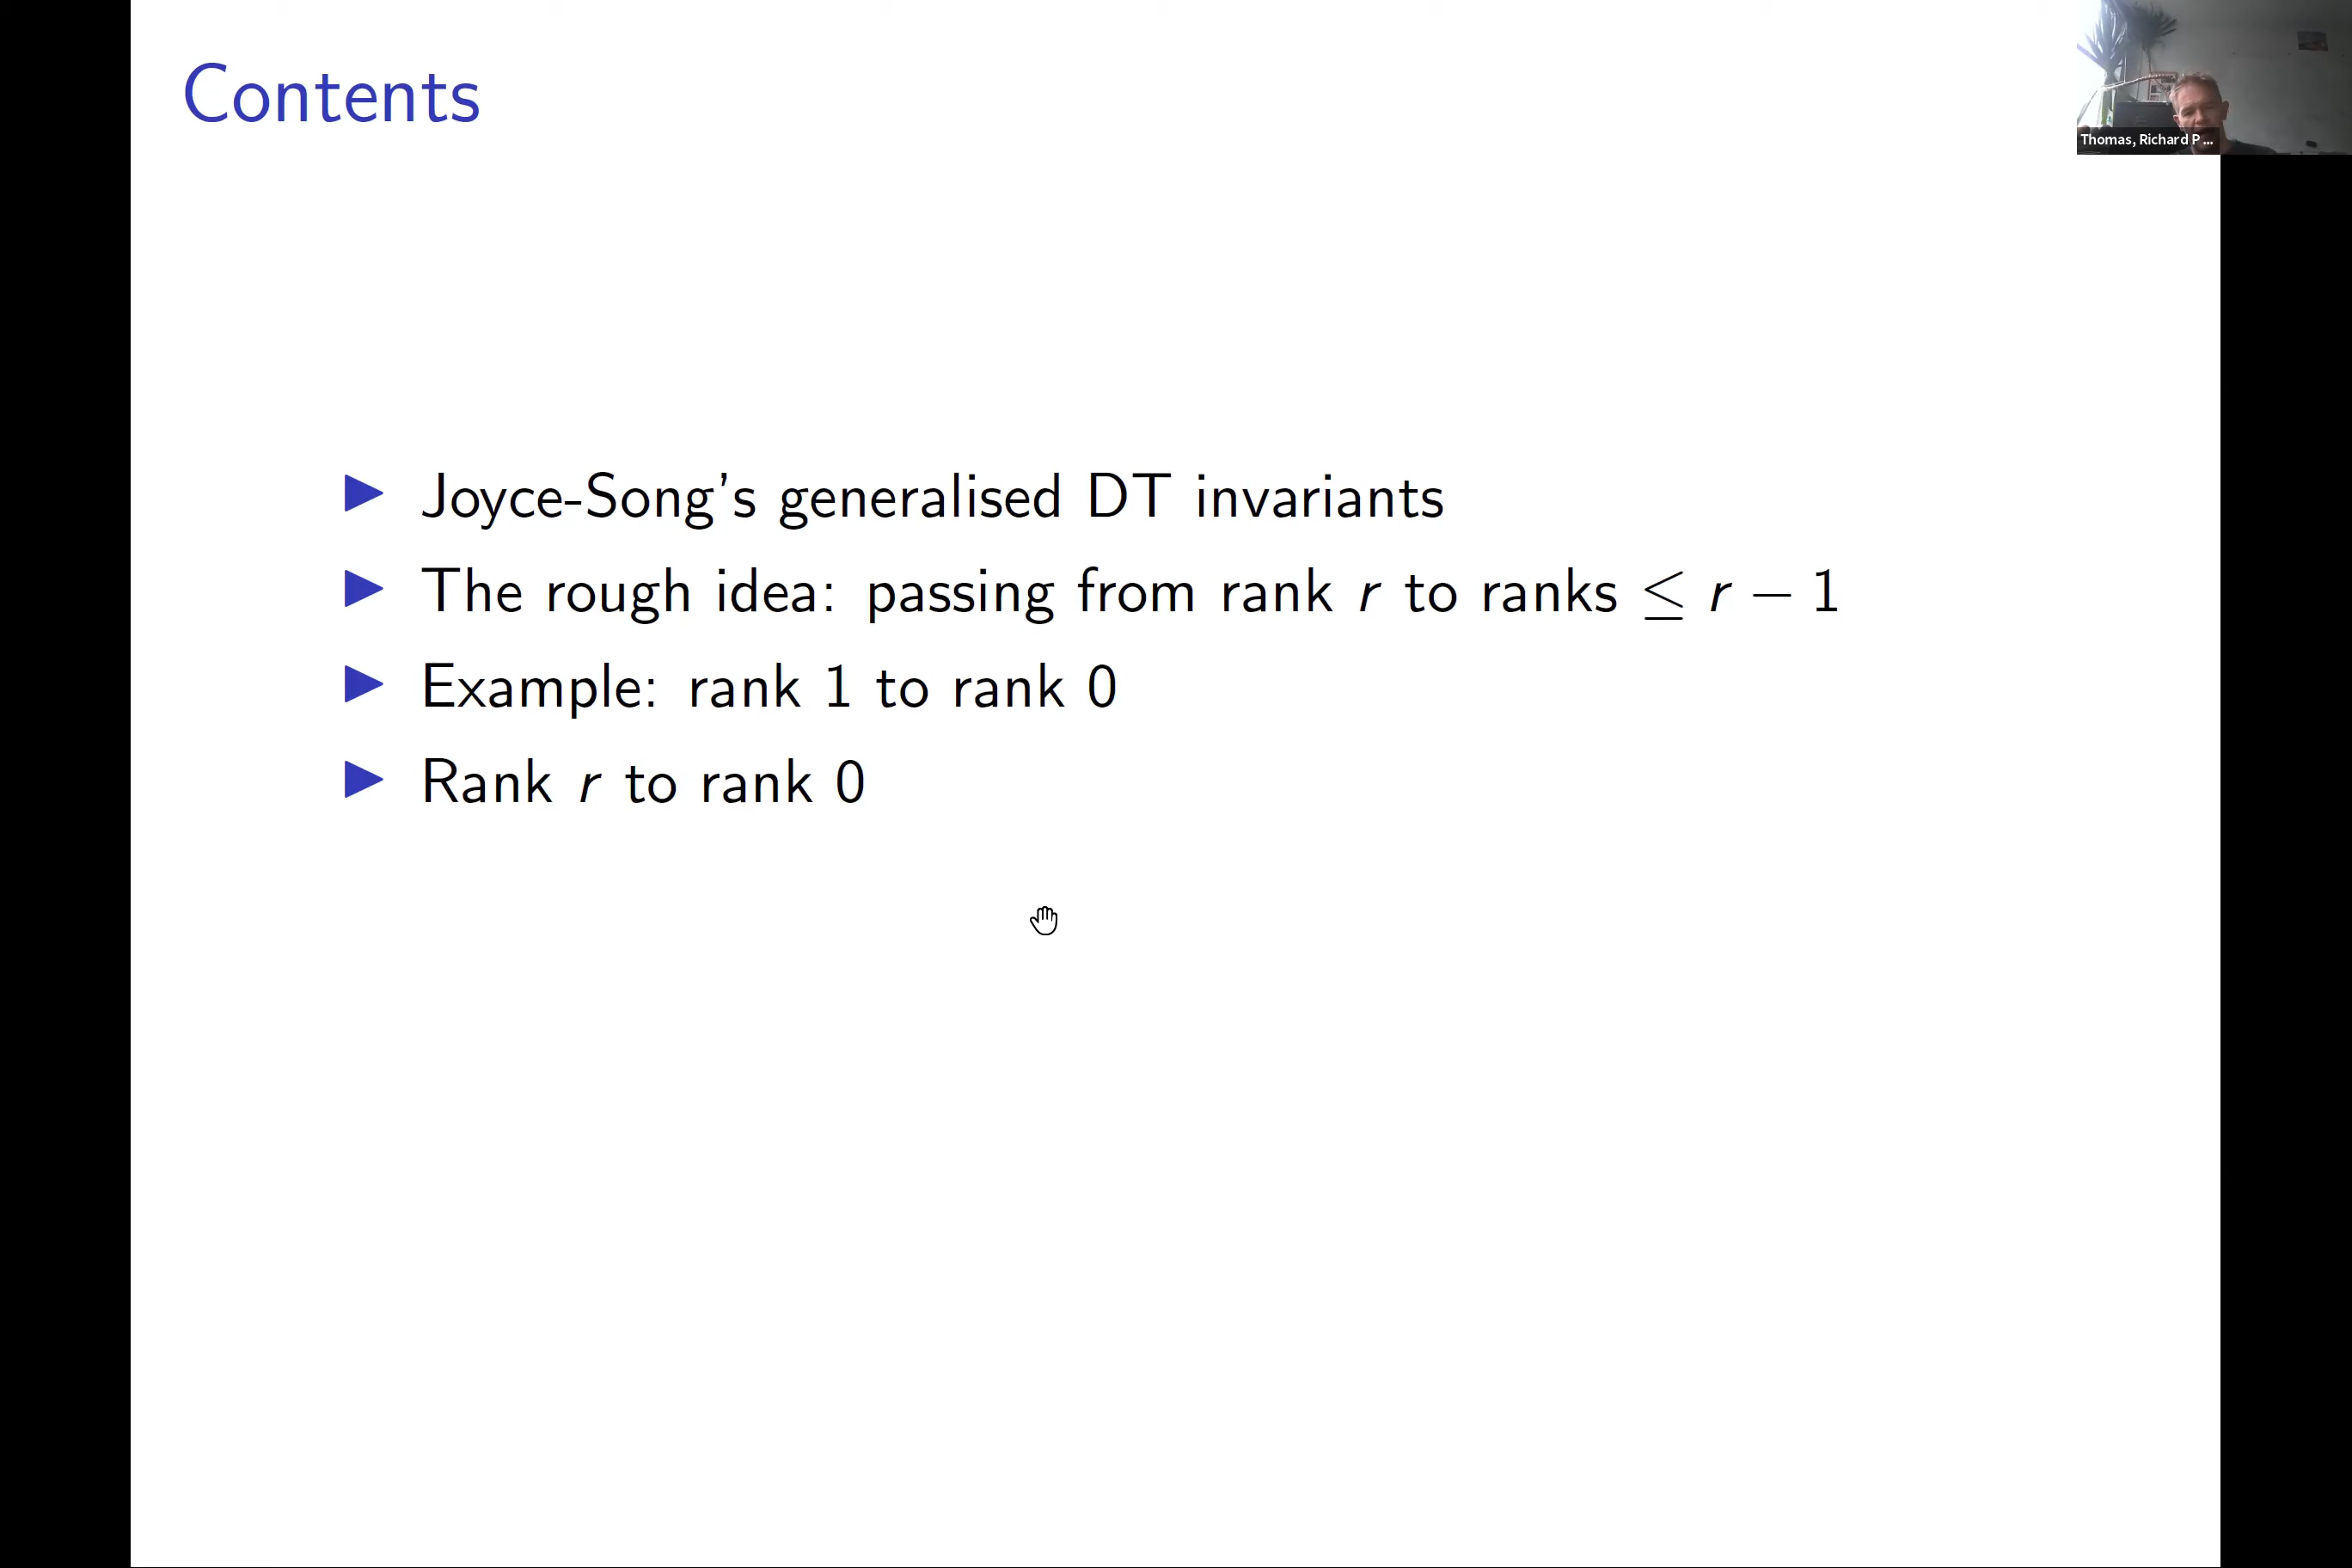 Contents
Thomas, Richard P ...
▶ Joyce-Song's generalised DT invariants
▶ The rough idea: passing from rank r to ranks ≤ r − 1
▶ Example: rank 1 to rank 0
▶ Rank r to rank 0